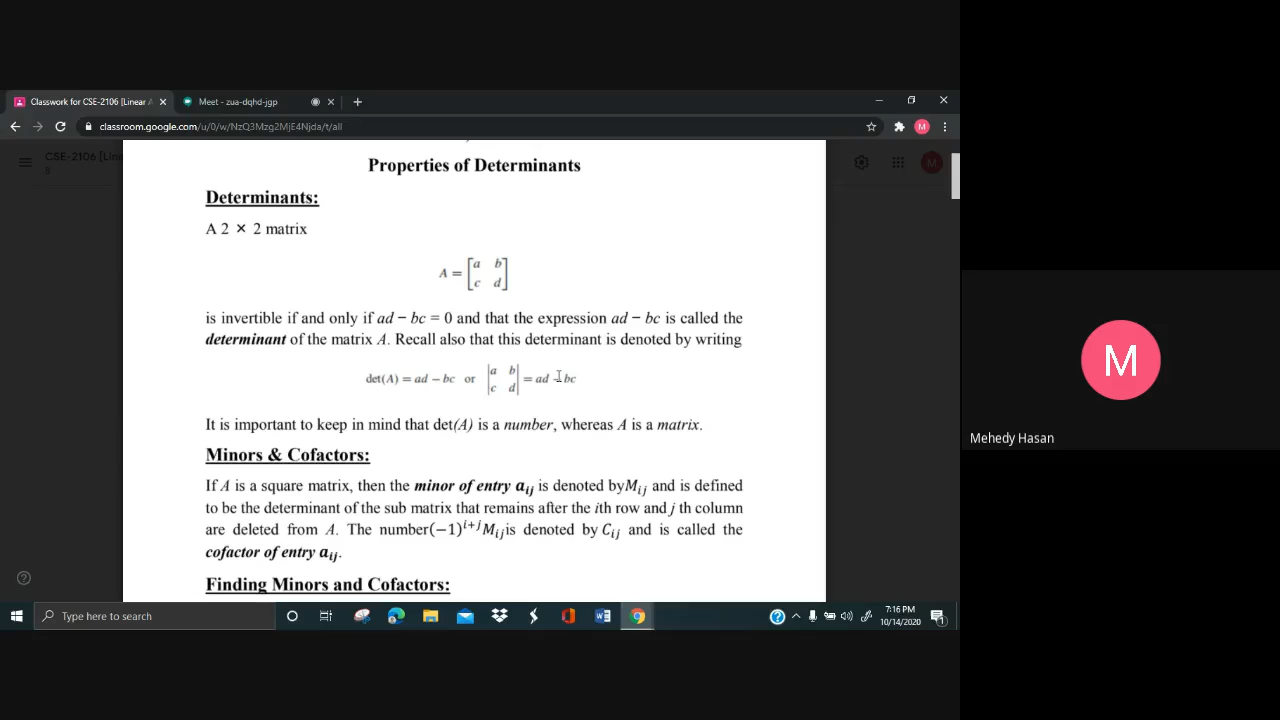 Classwork for CSE-2106 [Linear A
Meet - zua-dqhd-jgp
classroom.google.com/u/0/w/NzQ3Mzg2MjE4Njda/t/all
CSE-2106 [Lin
8
M
Properties of Determinants
Determinants:
A 2 × 2 matrix
A = [a b
c d]
is invertible if and only if ad − bc = 0 and that the expression ad − bc is called the
determinant of the matrix A. Recall also that this determinant is denoted by writing
det(A) = ad − bc or |a b
c d| = ad − bc
It is important to keep in mind that det(A) is a number, whereas A is a matrix.
Minors & Cofactors:
If A is a square matrix, then the minor of entry aᵢⱼ is denoted byMᵢⱼ and is defined
to be the determinant of the sub matrix that remains after the ith row and j th column
are deleted from A. The number(−1)ⁱ⁺ʲMᵢⱼis denoted by Cᵢⱼ and is called the
cofactor of entry aᵢⱼ.
Finding Minors and Cofactors:
Type here to search
7:16 PM
10/14/2020
1
M
Mehedy Hasan